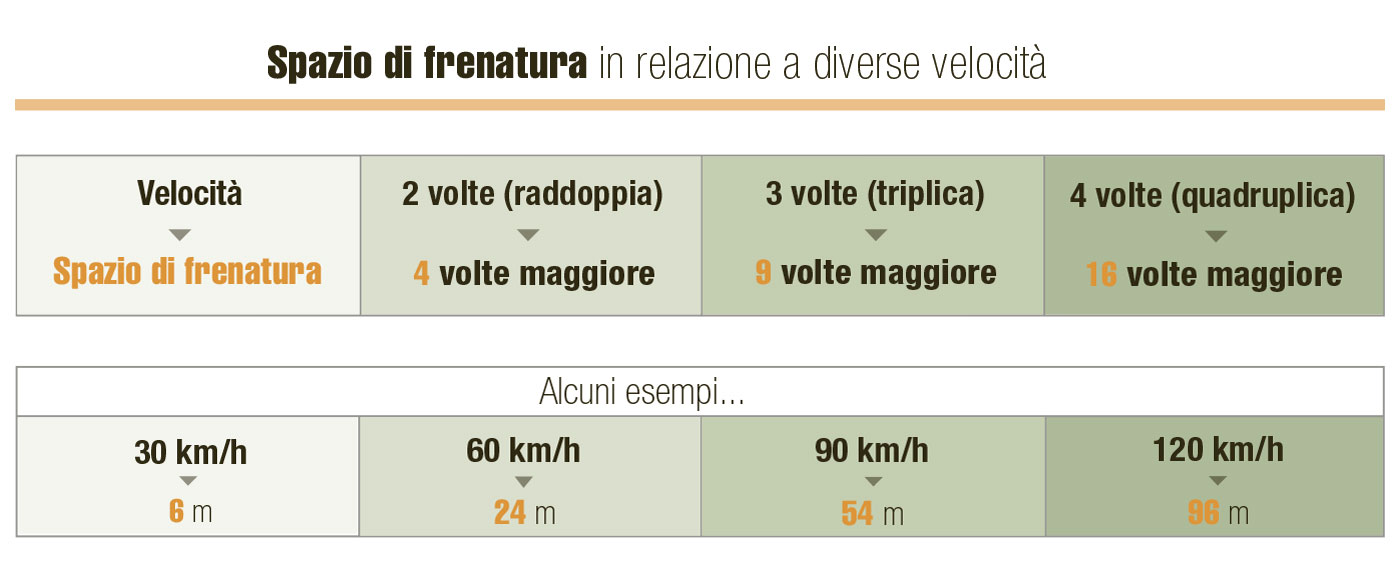 Spazio di frenatura in relazione a diverse velocità
Velocità
Spazio di frenatura
2 volte (raddoppia)
4 volte maggiore
3 volte (triplica)
9 volte maggiore
4 volte (quadruplica)
16 volte maggiore
Alcuni esempi...
30 km/h
6 m
60 km/h
24 m
90 km/h
54 m
120 km/h
96 m